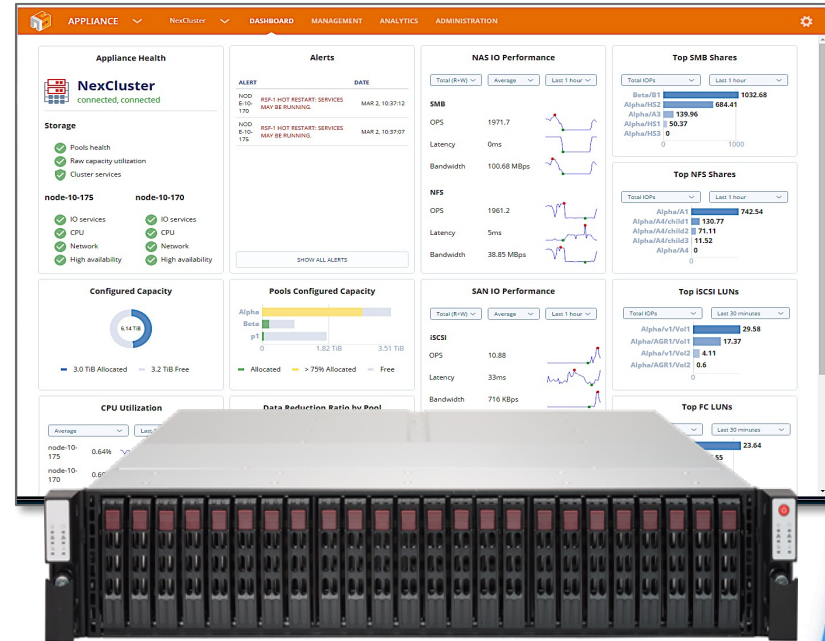 APPLIANCE
NexCluster
DASHBOARD
MANAGEMENT
ANALYTICS
ADMINISTRATION
Appliance Health
NexCluster
connected, connected
Storage
Pools health
Raw capacity utilization
Cluster services
node-10-175 node-10-170
IO services IO services
CPU CPU
Network Network
High availability High availability
Alerts
ALERT DATE
NOD
E-10-
170
RSF-1 HOT RESTART: SERVICES
MAY BE RUNNING.
MAR 2, 10:37:12
NOD
E-10-
175
RSF-1 HOT RESTART: SERVICES
MAY BE RUNNING.
MAR 2, 10:37:07
SHOW ALL ALERTS
NAS IO Performance
Total (R+W) Average Last 1 hour
SMB
OPS 1971.7
Latency 0ms
Bandwidth 100.68 MBps
NFS
OPS 1961.2
Latency 5ms
Bandwidth 38.85 MBps
Top SMB Shares
Total IOPs Last 1 hour
Beta/B1 1032.68
Alpha/HS2 684.41
Alpha/A3 139.96
Alpha/HS1 50.37
Alpha/HS3 0
0 1000
Top NFS Shares
Total IOPs Last 1 hour
Alpha/A1 742.54
Alpha/A4/child1 130.77
Alpha/A4/child2 71.11
Alpha/A4/child3 11.52
Alpha/A4 0
0
Configured Capacity
6.14 TiB
3.0 TiB Allocated 3.2 TiB Free
Pools Configured Capacity
Alpha
Beta
p1
0 1.82 TiB 3.51 TiB
Allocated > 75% Allocated Free
SAN IO Performance
Total (R+W) Average Last 1 hour
iSCSI
OPS 10.88
Latency 33ms
Bandwidth 716 KBps
Top iSCSI LUNs
Total IOPs Last 30 minutes
Alpha/v1/Vol1 29.58
Alpha/AGR1/Vol1 17.37
Alpha/v1/Vol2 4.11
Alpha/AGR1/Vol2 0.6
0
CPU Utilization
Average Last
node-10-
175
0.64%
node-10-
170
Data Reduction Ratio by Pool
Top FC LUNs
Last 30 minutes
23.64